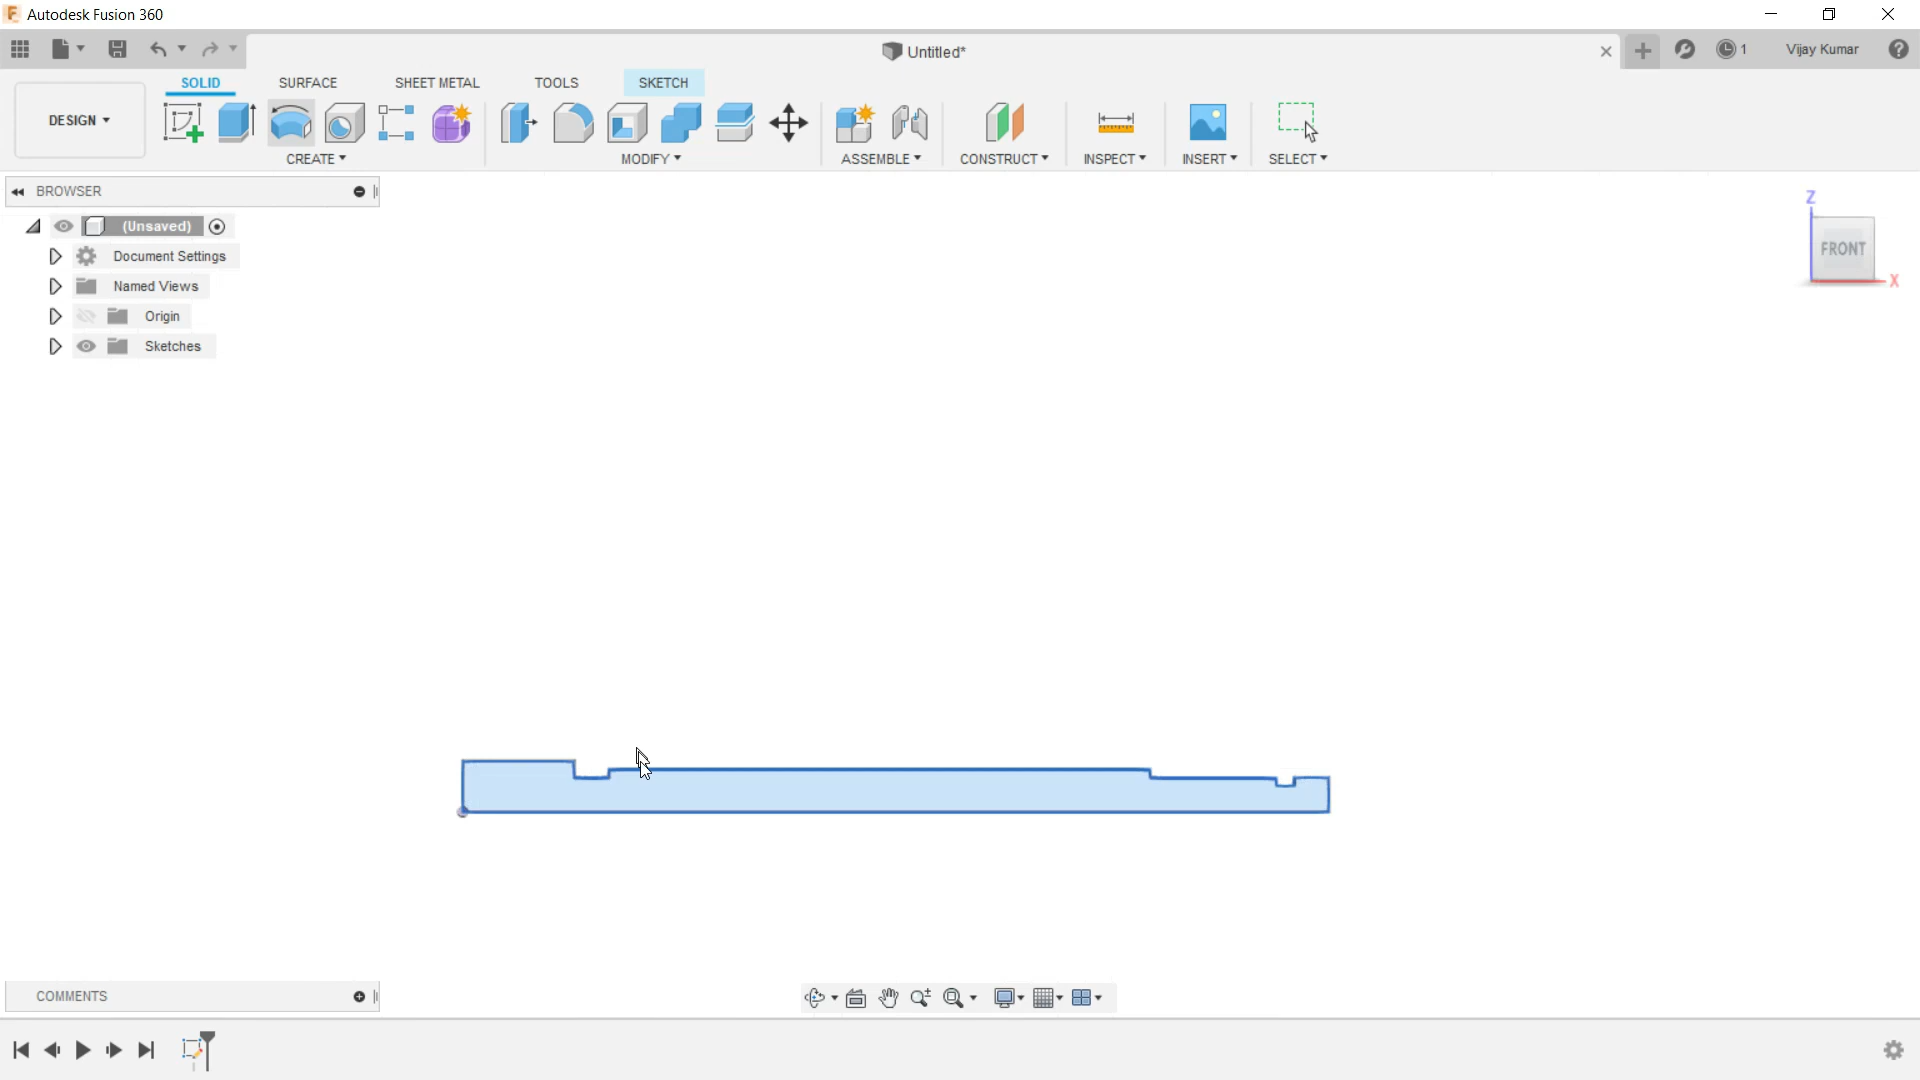 Autodesk Fusion 360
Untitled*
1
Vijay Kumar
DESIGN
SOLID
SURFACE
SHEET METAL
TOOLS
SKETCH
CREATE
MODIFY
ASSEMBLE
CONSTRUCT
INSPECT
INSERT
SELECT
BROWSER
(Unsaved)
Document Settings
Named Views
Origin
Sketches
Z
FRONT
X
COMMENTS